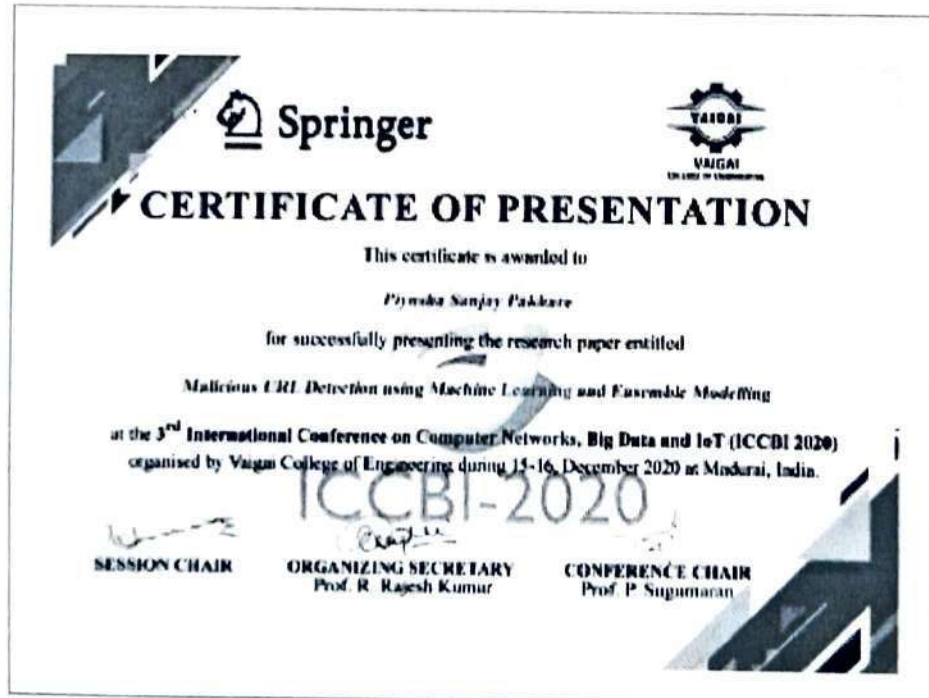 Springer
VAIGAI
VAIGAI
CERTIFICATE OF PRESENTATION
This certificate is awarded to
Sanjay
for successfully presenting the research paper entitled
Malicious URL Detection using Machine Learning and Ensemble Modelling
at the 3rd International Conference on Computer Networks, Big Data and IoT (ICCBI 2020)
organised by Vaigai College of Engineering during 15-16, December 2020 at Madurai, India.
ICCBI-2020
SESSION CHAIR
ORGANIZING SECRETARY
Prof. R. Rajesh Kumar
CONFERENCE CHAIR
Prof. P. Sugumaran